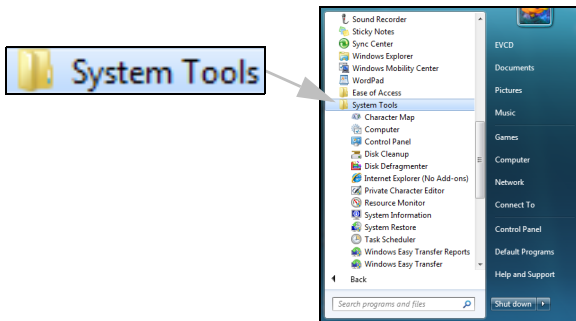 System Tools
Sound Recorder
Sticky Notes
Sync Center
Windows Explorer
Windows Mobility Center
WordPad
Ease of Access
System Tools
Character Map
Computer
Control Panel
Disk Cleanup
Disk Defragmenter
Internet Explorer (No Add-ons)
Private Character Editor
Resource Monitor
System Information
System Restore
Task Scheduler
Windows Easy Transfer Reports
Windows Easy Transfer
Back
Search programs and files
EVCD
Documents
Pictures
Music
Games
Computer
Network
Connect To
Control Panel
Default Programs
Help and Support
Shut down